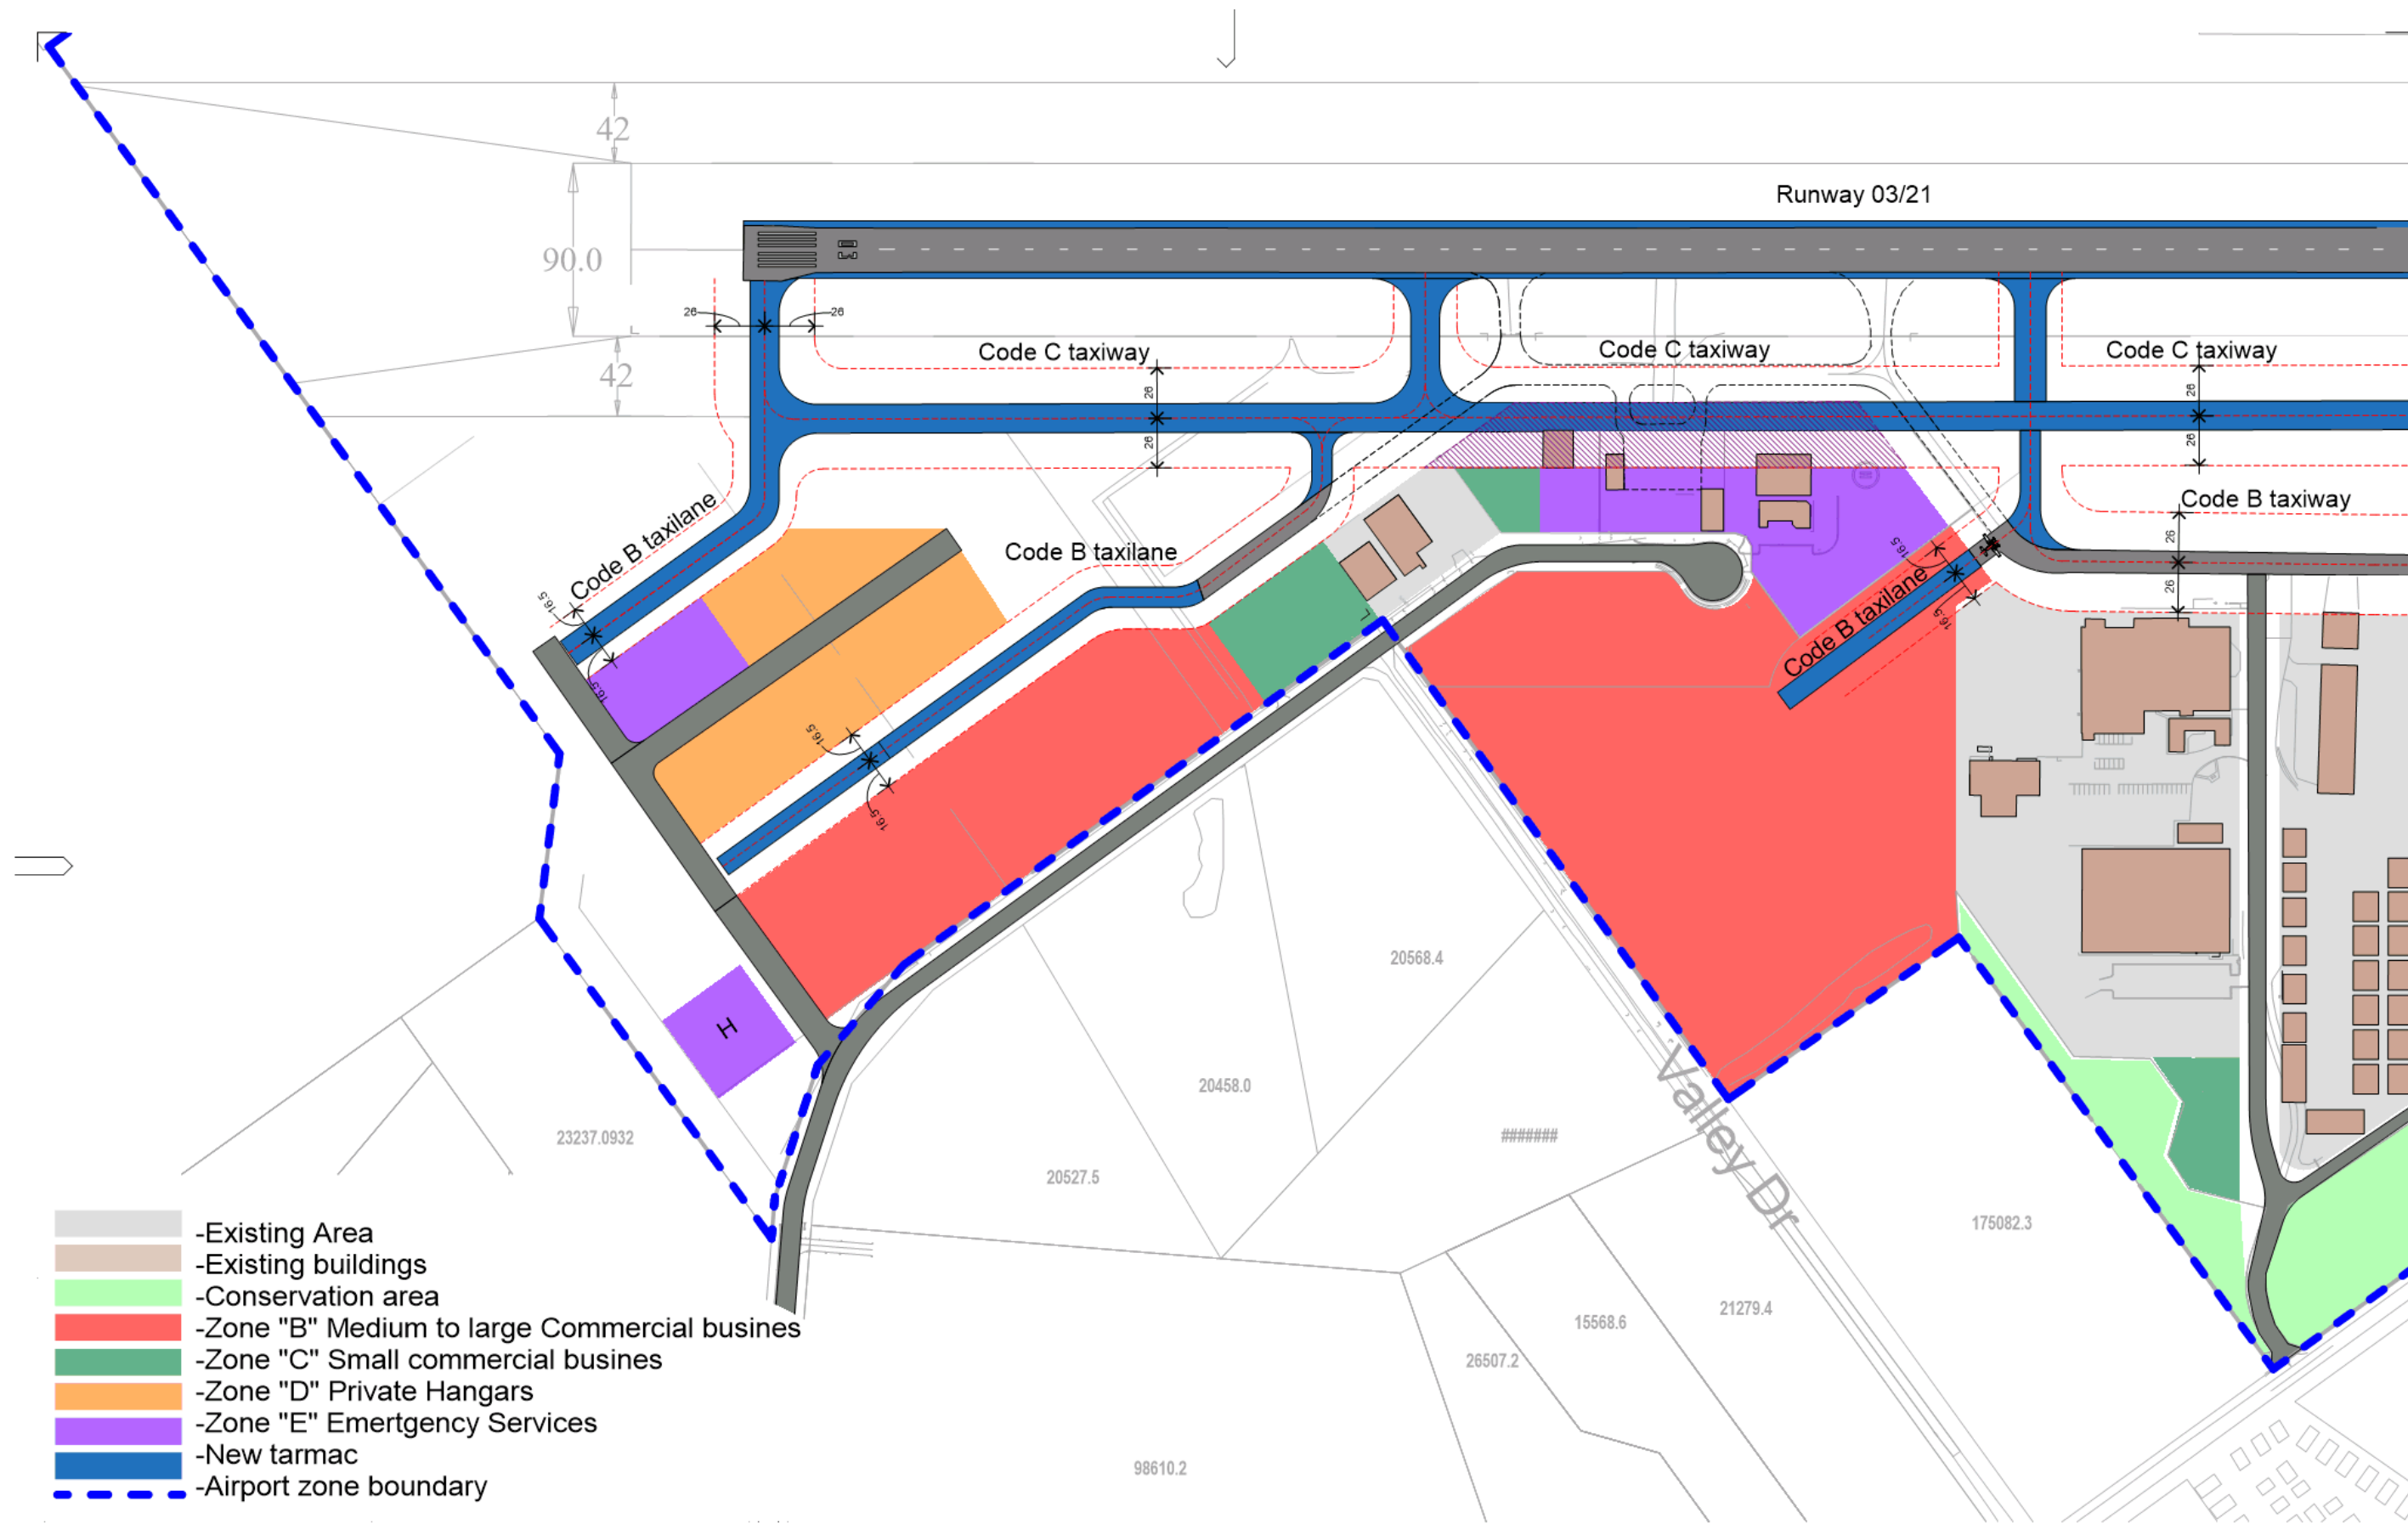 42
Runway 03/21
90.0
03
26
26
Code C taxiway
Code C taxiway
Code C taxiway
42
26
26
26
26
Code B taxiway
Code B taxilane
Code B taxilane
26
26
16.5
16.5
16.5
16.5
Code B taxilane
16.5
16.5
20568.4
20458.0
23237.0932
#######
20527.5
Valley Dr
175082.3
21279.4
15568.6
26507.2
98610.2
H
-Existing Area
-Existing buildings
-Conservation area
-Zone "B" Medium to large Commercial busines
-Zone "C" Small commercial busines
-Zone "D" Private Hangars
-Zone "E" Emertgency Services
-New tarmac
-Airport zone boundary